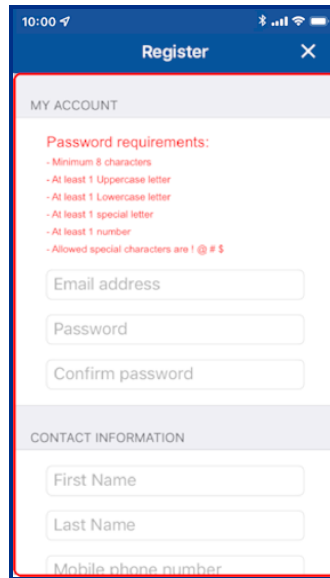 10:00
Register
MY ACCOUNT
Password requirements:
- Minimum 8 characters
- At least 1 Uppercase letter
- At least 1 Lowercase letter
- At least 1 special letter
- At least 1 number
- Allowed special characters are ! @ # $
Email address
Password
Confirm password
CONTACT INFORMATION
First Name
Last Name
Mobile phone number